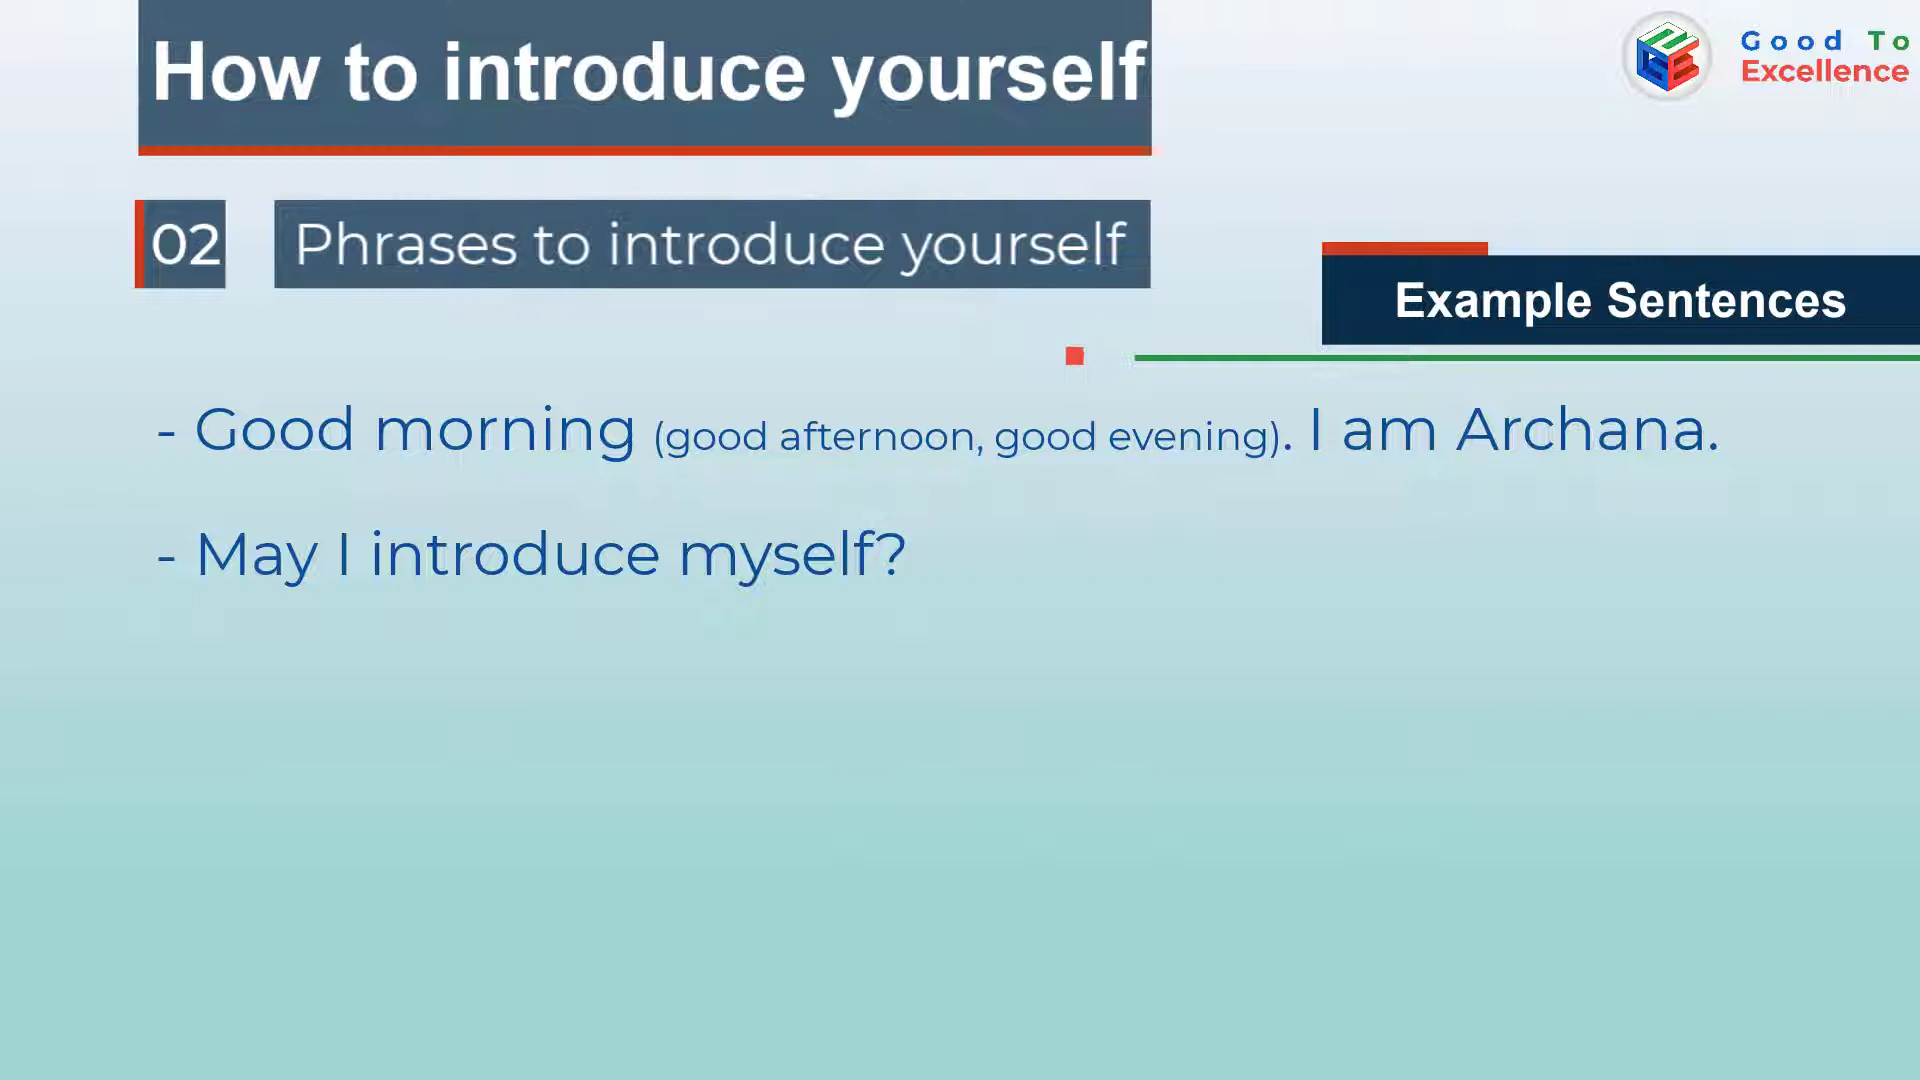 How to introduce yourself
Good To
Excellence
02 Phrases to introduce yourself
Example Sentences
- Good morning (good afternoon, good evening). I am Archana.
- May I introduce myself?